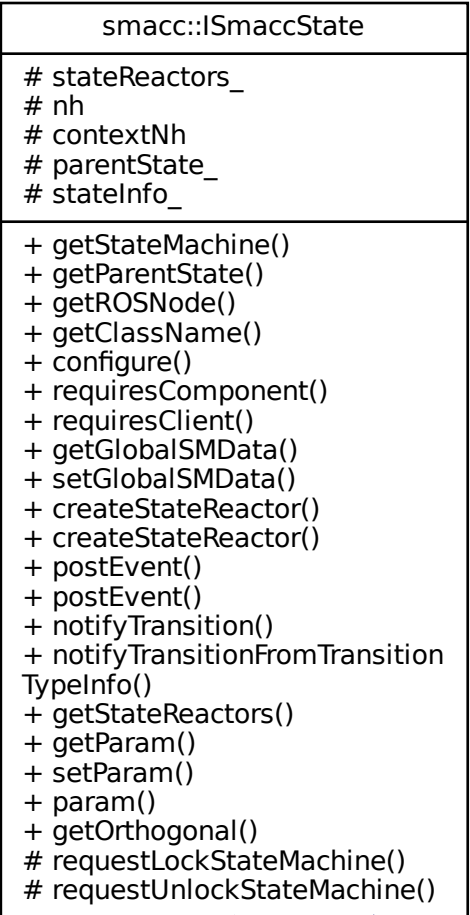 smacc::ISmaccState
# stateReactors_
# nh
# contextNh
# parentState_
# stateInfo_
+ getStateMachine()
+ getParentState()
+ getROSNode()
+ getClassName()
+ configure()
+ requiresComponent()
+ requiresClient()
+ getGlobalSMData()
+ setGlobalSMData()
+ createStateReactor()
+ createStateReactor()
+ postEvent()
+ postEvent()
+ notifyTransition()
+ notifyTransitionFromTransition
TypeInfo()
+ getStateReactors()
+ getParam()
+ setParam()
+ param()
+ getOrthogonal()
# requestLockStateMachine()
# requestUnlockStateMachine()